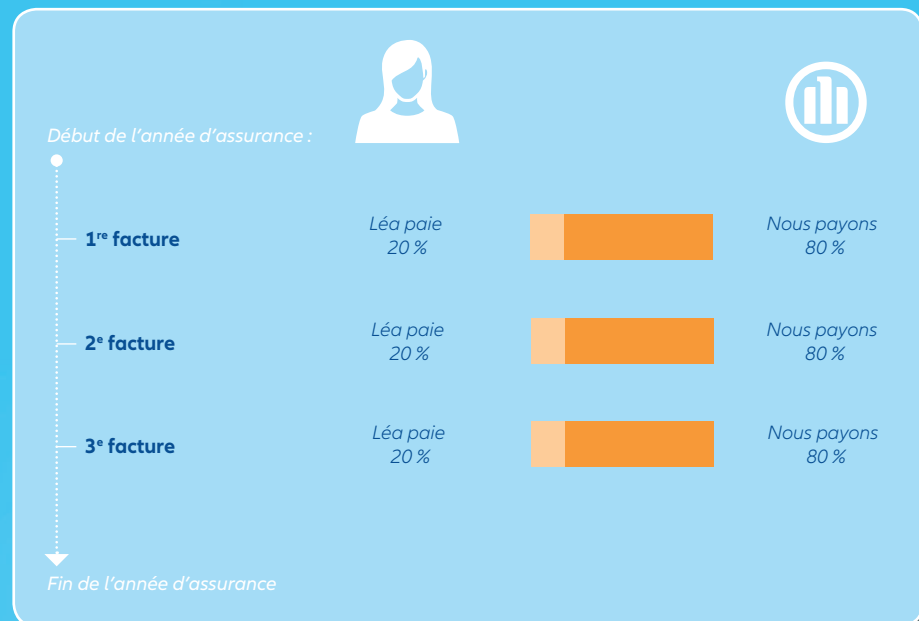 Début de l'année d'assurance :
1re facture
Léa paie
20 %
Nous payons
80 %
2e facture
Léa paie
20 %
Nous payons
80 %
3e facture
Léa paie
20 %
Nous payons
80 %
Fin de l'année d'assurance